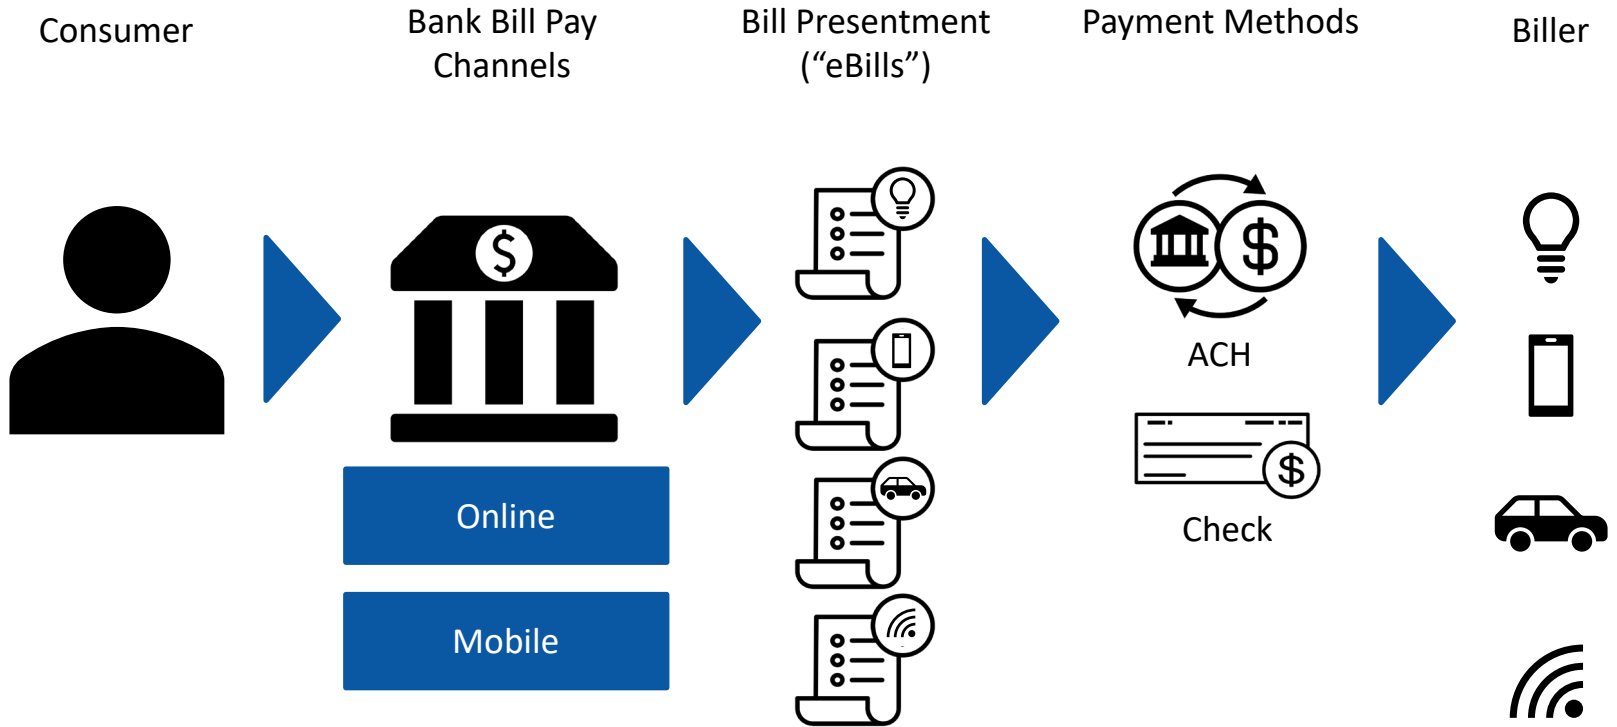 Consumer
Bank Bill Pay
Channels
Bill Presentment
(“eBills”)
Payment Methods
Biller
$
$
ACH
$
Check
Online
Mobile